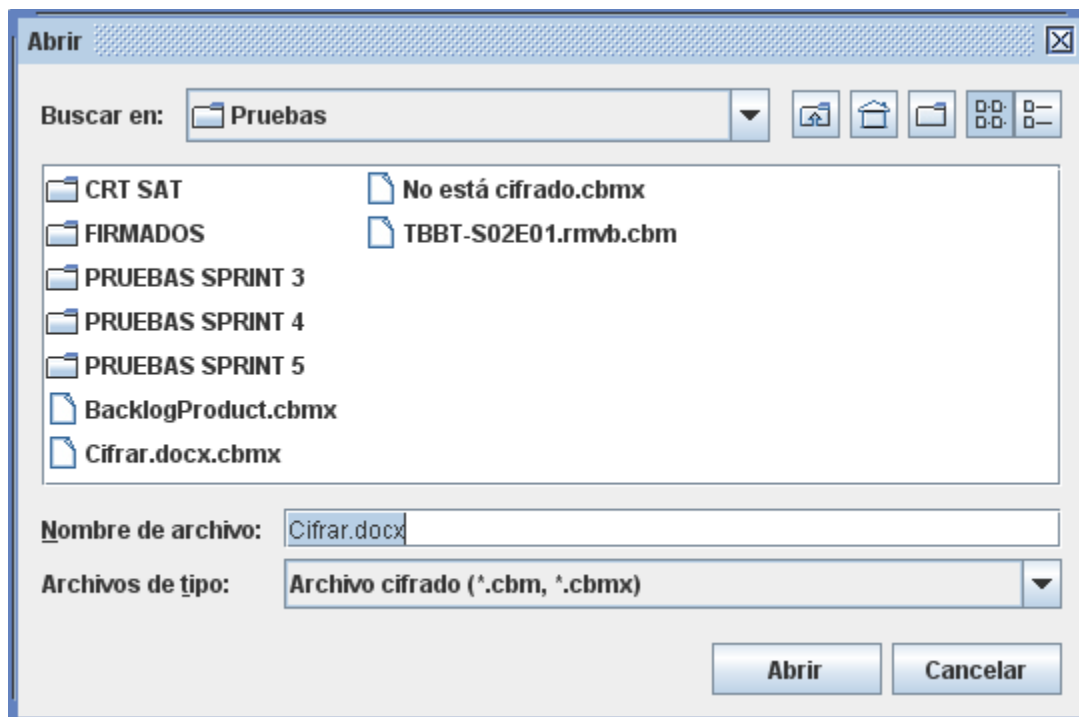 Abrir
Buscar en: Pruebas
CRT SAT
FIRMADOS
PRUEBAS SPRINT 3
PRUEBAS SPRINT 4
PRUEBAS SPRINT 5
BacklogProduct.cbmx
Cifrar.docx.cbmx
No está cifrado.cbmx
TBBT-S02E01.rmvb.cbm
Nombre de archivo: Cifrar.docx
Archivos de tipo: Archivo cifrado (*.cbm, *.cbmx)
Abrir Cancelar